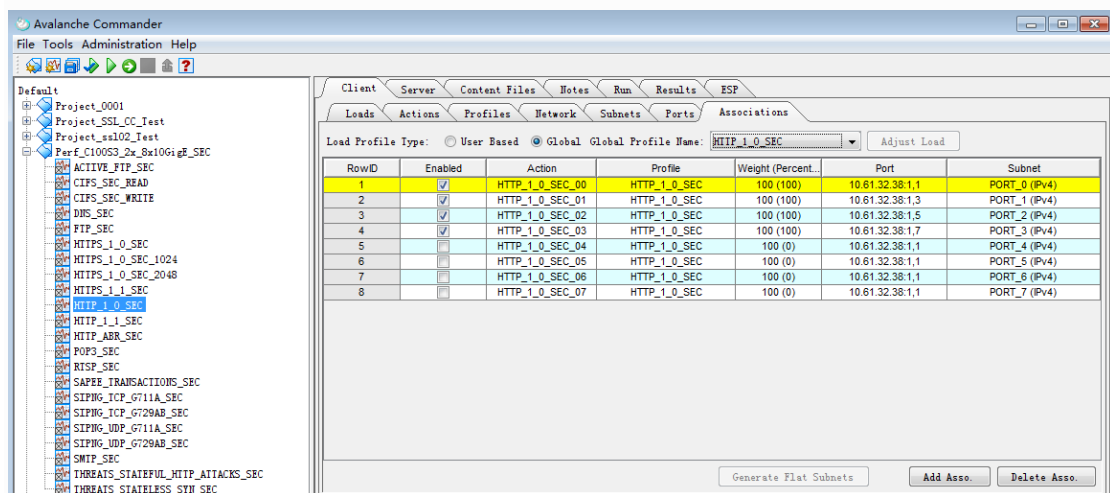 Avalanche Commander
File Tools Administration Help
Default
Project_0001
Project_SSL_CC_Test
Project_ssl02_Test
Perf_C100S3_2x_8x10GigE_SEC
ACTIVE_FTP_SEC
CIFS_SEC_READ
CIFS_SEC_WRITE
DNS_SEC
FTP_SEC
HTTPS_1_0_SEC
HTTPS_1_0_SEC_1024
HTTPS_1_0_SEC_2048
HTTPS_1_1_SEC
HTTP_1_0_SEC
HTTP_1_1_SEC
HTTP_ABR_SEC
POP3_SEC
RTSP_SEC
SAPEE_TRANSACTIONS_SEC
SIPNG_TCP_G711A_SEC
SIPNG_TCP_G729AB_SEC
SIPNG_UDP_G711A_SEC
SIPNG_UDP_G729AB_SEC
SMTP_SEC
THREATS_STATEFUL_HTTP_ATTACKS_SEC
THREATS_STATELESS_SYN_SEC
Client Server Content Files Notes Run Results ESP
Loads Actions Profiles Network Subnets Ports Associations
Load Profile Type: User Based Global Global Profile Name: HTTP_1_0_SEC Adjust Load
RowID Enabled Action Profile Weight (Percent... Port Subnet
1 HTTP_1_0_SEC_00 HTTP_1_0_SEC 100 (100) 10.61.32.38:1,1 PORT_0 (IPv4)
2 HTTP_1_0_SEC_01 HTTP_1_0_SEC 100 (100) 10.61.32.38:1,3 PORT_1 (IPv4)
3 HTTP_1_0_SEC_02 HTTP_1_0_SEC 100 (100) 10.61.32.38:1,5 PORT_2 (IPv4)
4 HTTP_1_0_SEC_03 HTTP_1_0_SEC 100 (100) 10.61.32.38:1,7 PORT_3 (IPv4)
5 HTTP_1_0_SEC_04 HTTP_1_0_SEC 100 (0) 10.61.32.38:1,1 PORT_4 (IPv4)
6 HTTP_1_0_SEC_05 HTTP_1_0_SEC 100 (0) 10.61.32.38:1,1 PORT_5 (IPv4)
7 HTTP_1_0_SEC_06 HTTP_1_0_SEC 100 (0) 10.61.32.38:1,1 PORT_6 (IPv4)
8 HTTP_1_0_SEC_07 HTTP_1_0_SEC 100 (0) 10.61.32.38:1,1 PORT_7 (IPv4)
Generate Flat Subnets Add Asso. Delete Asso.